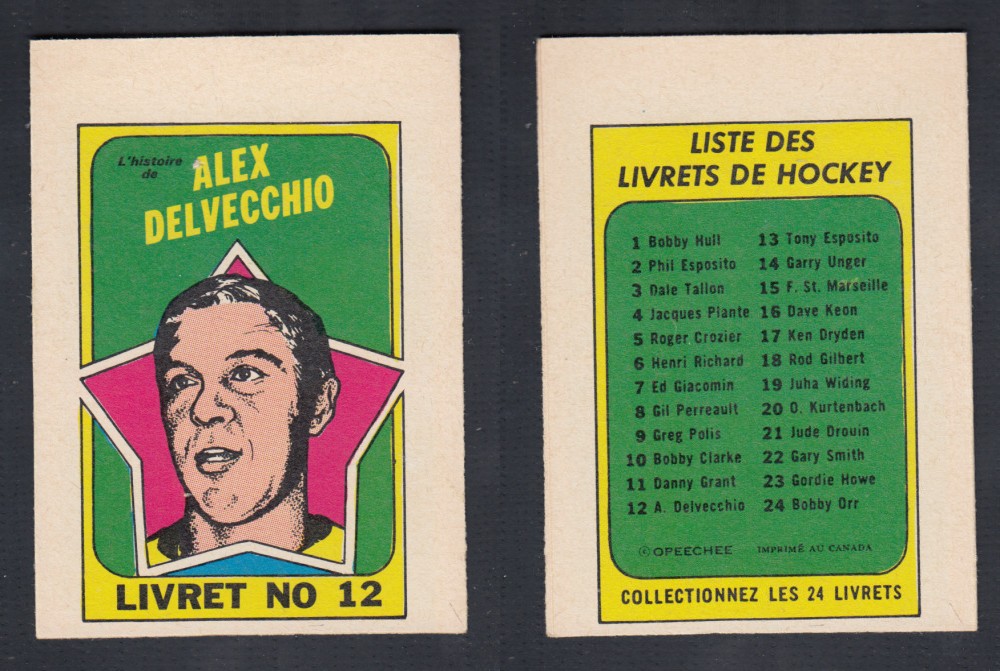 L'histoire
de
ALEX
DELVECCHIO
LIVRET NO 12
LISTE DES
LIVRETS DE HOCKEY
1 Bobby Hull
2 Phil Esposito
3 Dale Tallon
4 Jacques Plante
5 Roger Crozier
6 Henri Richard
7 Ed Giacomin
8 Gil Perreault
9 Greg Polis
10 Bobby Clarke
11 Danny Grant
12 A. Delvecchio
13 Tony Esposito
14 Garry Unger
15 F. St. Marseille
16 Dave Keon
17 Ken Dryden
18 Rod Gilbert
19 Juha Widing
20 O. Kurtenbach
21 Jude Drouin
22 Gary Smith
23 Gordie Howe
24 Bobby Orr
© OPEECHEE IMPRIMÉ AU CANADA
COLLECTIONNEZ LES 24 LIVRETS